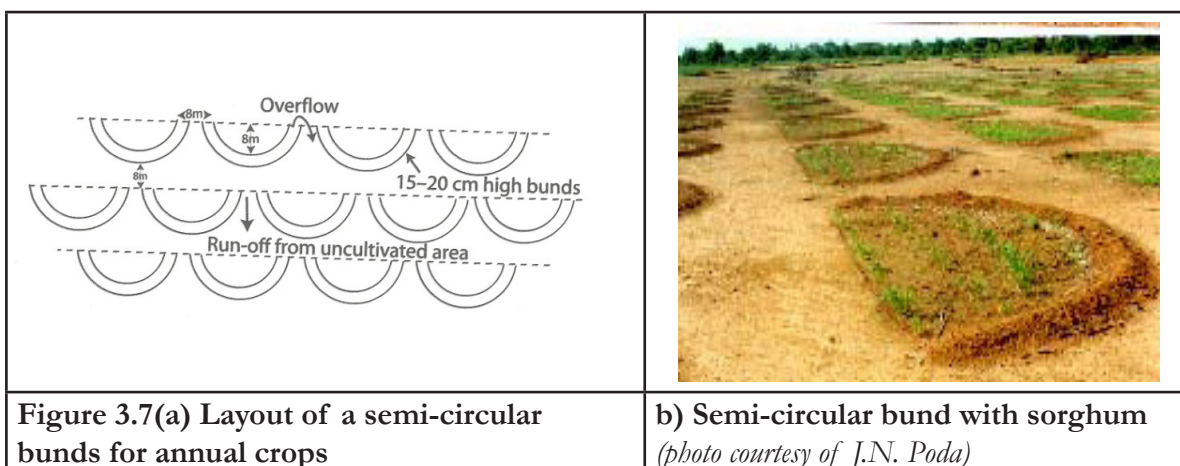 Overflow
8m
8m
8m
15–20 cm high bunds
Run-off from uncultivated area
Figure 3.7(a) Layout of a semi-circular
bunds for annual crops
b) Semi-circular bund with sorghum
(photo courtesy of J.N. Poda)